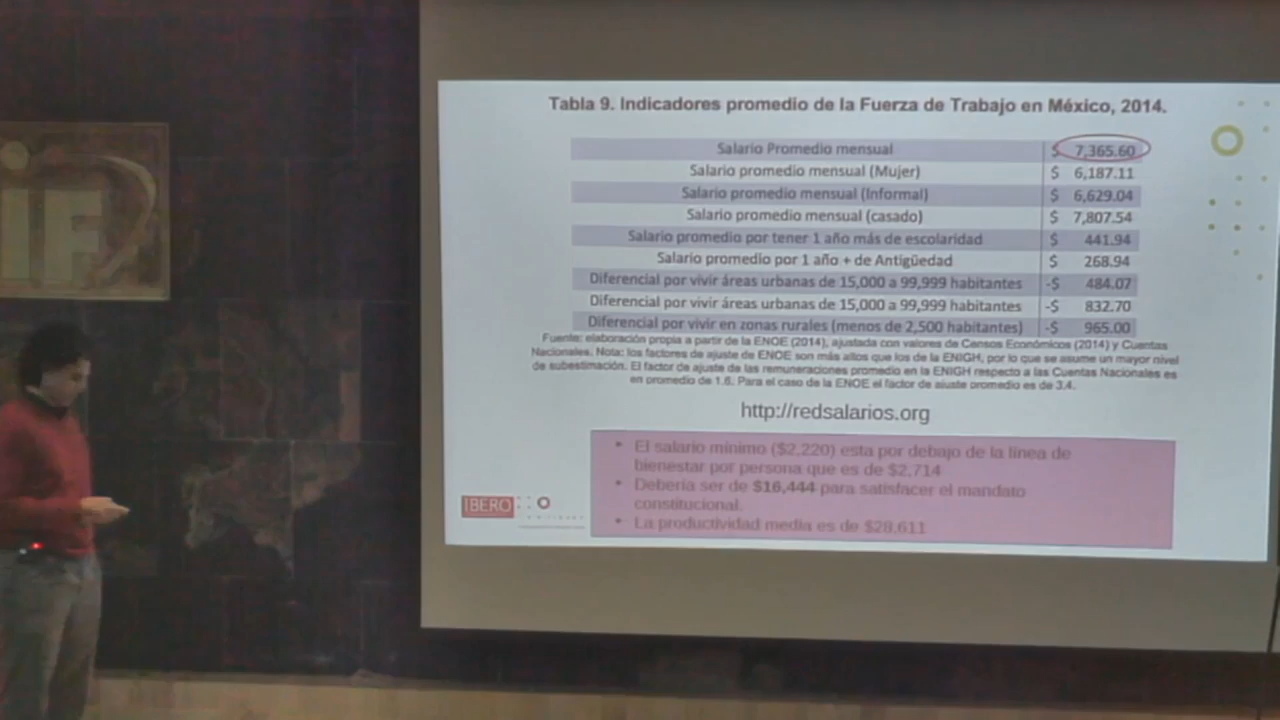 iF
Tabla 9. Indicadores promedio de la Fuerza de Trabajo en México, 2014.
Salario Promedio mensual $ 7,365.60
Salario promedio mensual (Mujer) $ 6,187.11
Salario promedio mensual (Informal) $ 6,629.04
Salario promedio mensual (casado) $ 7,807.54
Salario promedio por tener 1 año más de escolaridad $ 441.94
Salario promedio por 1 año + de Antigüedad $ 268.94
Diferencial por vivir áreas urbanas de 15,000 a 99,999 habitantes -$ 484.07
Diferencial por vivir áreas urbanas de 15,000 a 99,999 habitantes -$ 832.70
Diferencial por vivir en zonas rurales (menos de 2,500 habitantes) -$ 965.00
Fuente: elaboración propia a partir de la ENOE (2014), ajustada con valores de Censos Económicos (2014) y Cuentas
Nacionales. Nota: los factores de ajuste de ENOE son más altos que los de la ENIGH, por lo que se asume un mayor nivel
de subestimación. El factor de ajuste de las remuneraciones promedio en la ENIGH respecto a las Cuentas Nacionales es
en promedio de 1.6. Para el caso de la ENOE el factor de ajuste promedio es de 3.4.
http://redsalarios.org
• El salario mínimo ($2,220) esta por debajo de la línea de
bienestar por persona que es de $2,714
• Debería ser de $16,444 para satisfacer el mandato
constitucional.
• La productividad media es de $28,611
IBERO